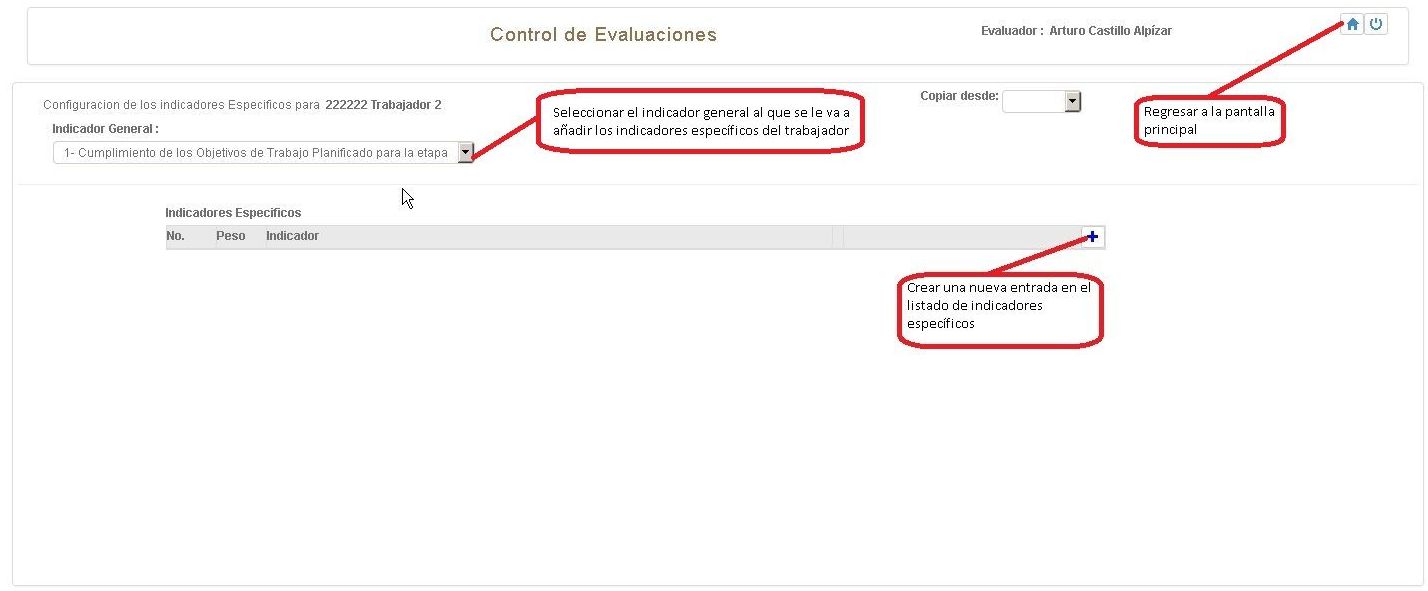 Control de Evaluaciones
Evaluador : Arturo Castillo Alpízar
Configuracion de los indicadores Especificos para 222222 Trabajador 2
Copiar desde:
Indicador General :
1- Cumplimiento de los Objetivos de Trabajo Planificado para la etapa
Seleccionar el indicador general al que se le va a
añadir los indicadores específicos del trabajador
Regresar a la pantalla
principal
Indicadores Especificos
No. Peso Indicador
Crear una nueva entrada en el
listado de indicadores
específicos